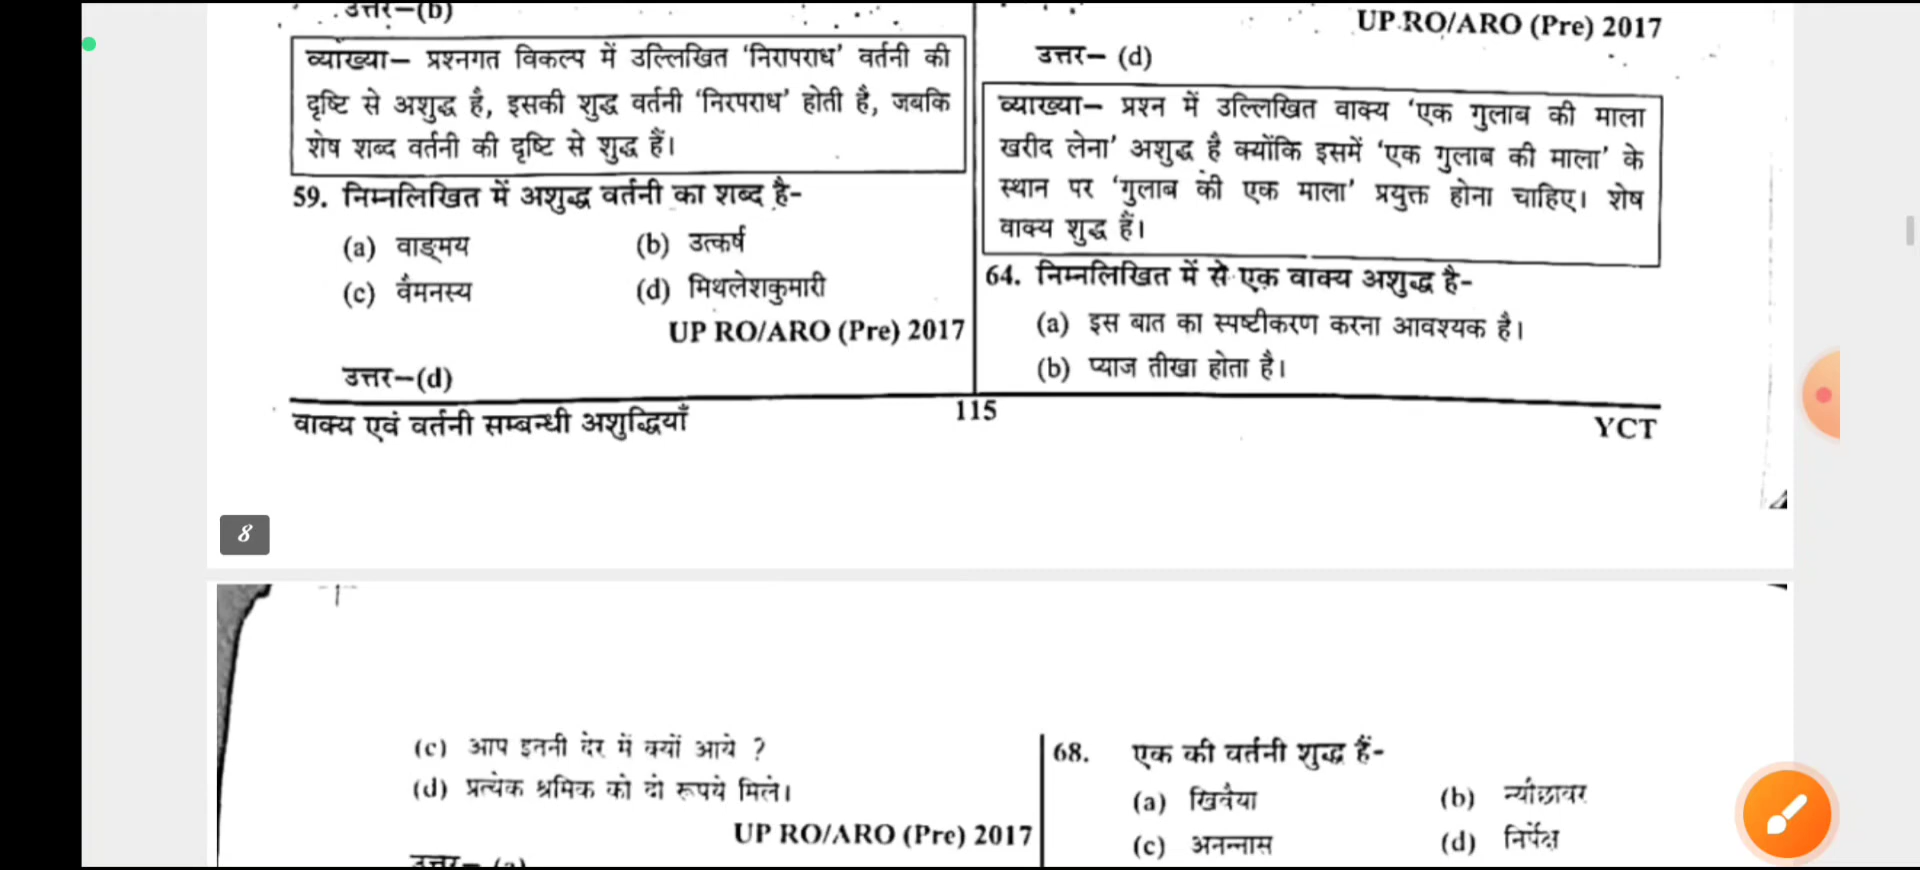 उत्तर–(b)
व्याख्या– प्रश्नगत विकल्प में उल्लिखित ‘निरापराध’ वर्तनी की
दृष्टि से अशुद्ध है, इसकी शुद्ध वर्तनी ‘निरपराध’ होती है, जबकि
शेष शब्द वर्तनी की दृष्टि से शुद्ध हैं।
59. निम्नलिखित में अशुद्ध वर्तनी का शब्द है-
(a) वाङ्मय (b) उत्कर्ष
(c) वैमनस्य (d) मिथलेशकुमारी
UP RO/ARO (Pre) 2017
उत्तर–(d)
UP RO/ARO (Pre) 2017
उत्तर– (d)
व्याख्या– प्रश्न में उल्लिखित वाक्य ‘एक गुलाब की माला
खरीद लेना’ अशुद्ध है क्योंकि इसमें ‘एक गुलाब की माला’ के
स्थान पर ‘गुलाब की एक माला’ प्रयुक्त होना चाहिए। शेष
वाक्य शुद्ध हैं।
64. निम्नलिखित में से एक वाक्य अशुद्ध है-
(a) इस बात का स्पष्टीकरण करना आवश्यक है।
(b) प्याज तीखा होता है।
वाक्य एवं वर्तनी सम्बन्धी अशुद्धियाँ 115 YCT
8
(c) आप इतनी देर में क्यों आये ?
(d) प्रत्येक श्रमिक को दो रूपये मिले।
UP RO/ARO (Pre) 2017
उत्तर– (a)
68. एक की वर्तनी शुद्ध हैं-
(a) खिवैया (b) न्यौछावर
(c) अनन्नास (d) निर्पेक्ष